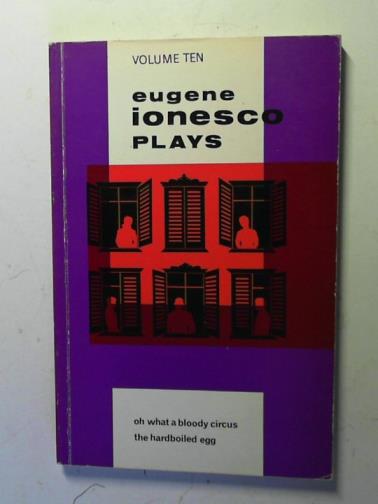 VOLUME TEN
eugene
ionesco
PLAYS
oh what a bloody circus
the hardboiled egg